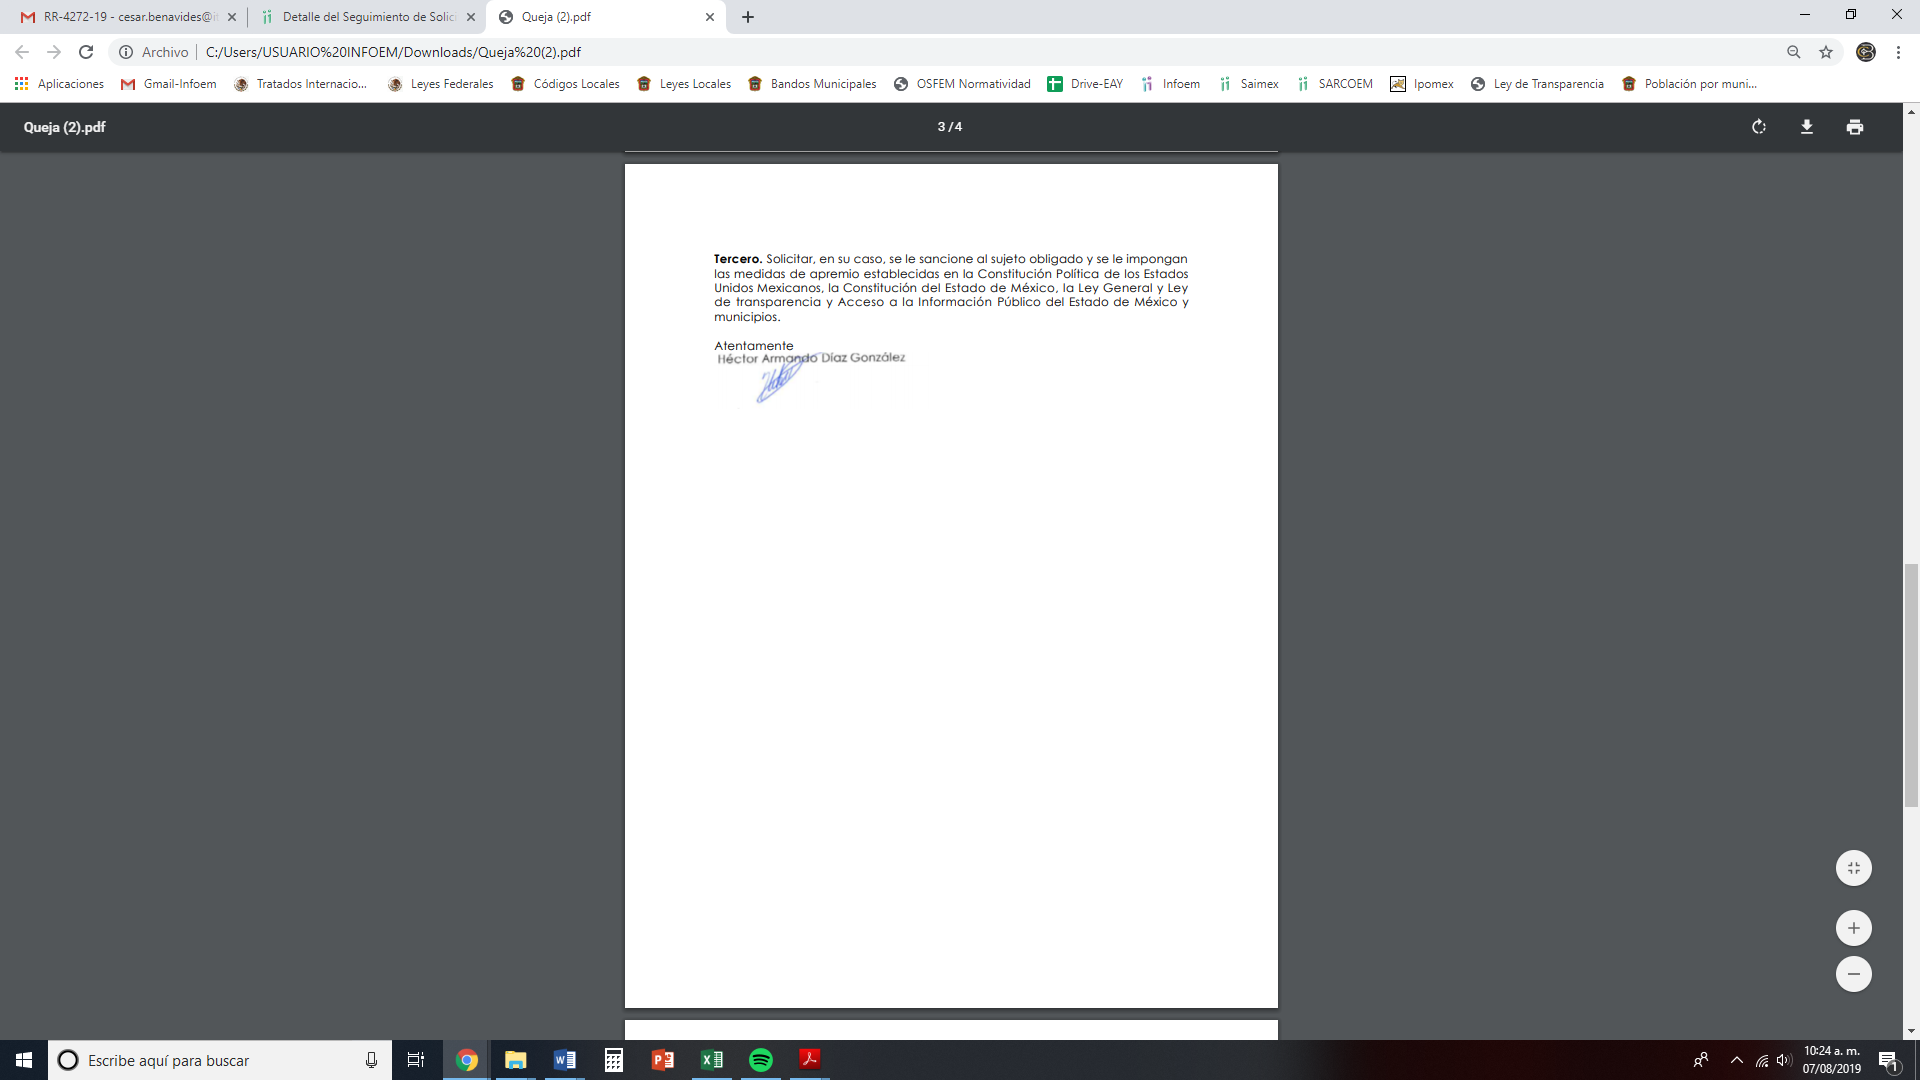 RR-4272-19 - cesar.benavides@it
Detalle del Seguimiento de Solici
Queja (2).pdf
Archivo
C:/Users/USUARIO%20INFOEM/Downloads/Queja%20(2).pdf
Aplicaciones
Gmail-Infoem
Tratados Internacio...
Leyes Federales
Códigos Locales
Leyes Locales
Bandos Municipales
OSFEM Normatividad
Drive-EAY
Infoem
Saimex
SARCOEM
Ipomex
Ley de Transparencia
Población por muni...
Queja (2).pdf
3 / 4
Tercero. Solicitar, en su caso, se le sancione al sujeto obligado y se le impongan
las medidas de apremio establecidas en la Constitución Política de los Estados
Unidos Mexicanos, la Constitución del Estado de México, la Ley General y Ley
de transparencia y Acceso a la Información Público del Estado de México y
municipios.
Atentamente
Héctor Armando Díaz González
Escribe aquí para buscar
10:24 a. m.
07/08/2019
1